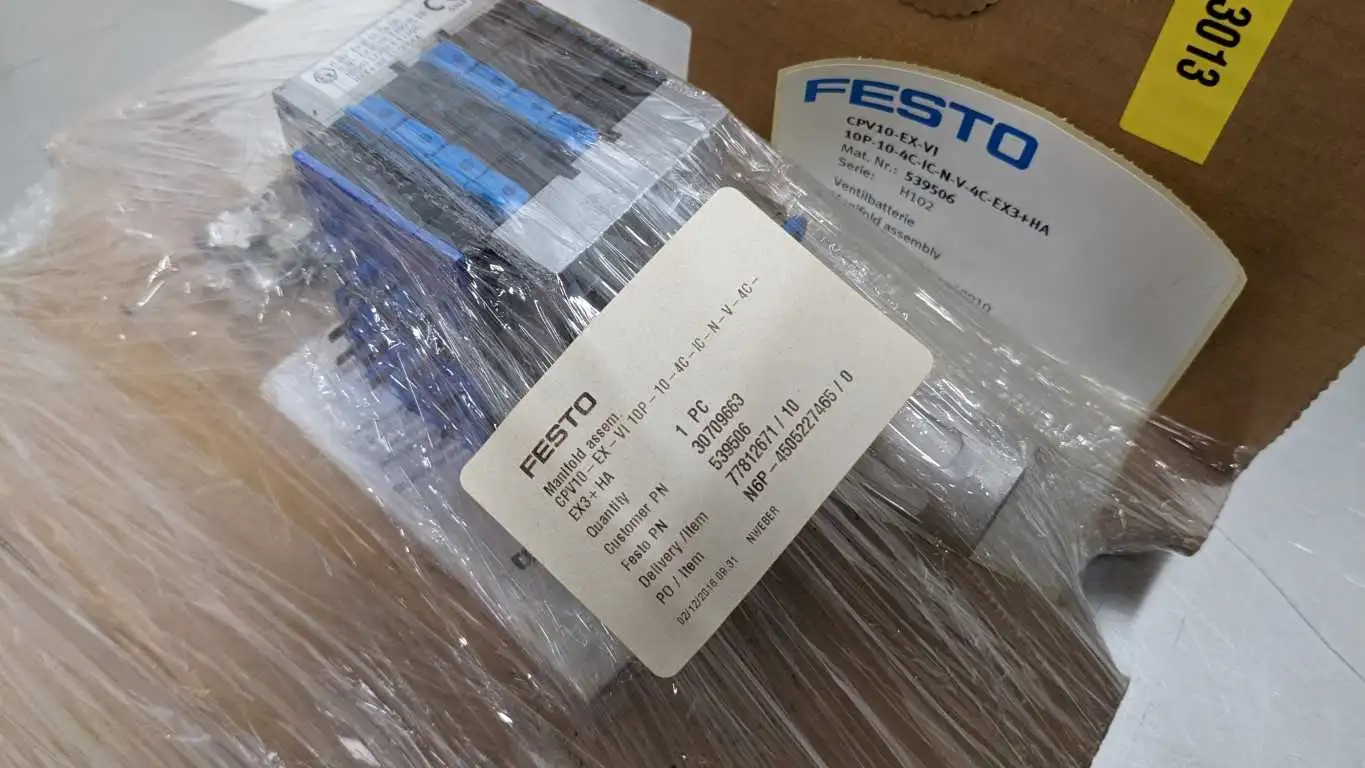 3013
FESTO
CPV10-EX-VI
10P-10-4C-IC-N-V-4C-EX3+HA
Mat. Nr.: 539506
Serie: H102
Ventilbatterie
assembly
FESTO
Manifold assem.
CPV10-EX-VI 10P-10-4C-IC-N-V-4C-
EX3+ HA
Quantity 1 PC
Customer PN 30709663
Festo PN 539506
Delivery /Item 77812671 / 10
PO / Item N6P-4505227465 / 0
02/12/2016 09:31 NWEBER